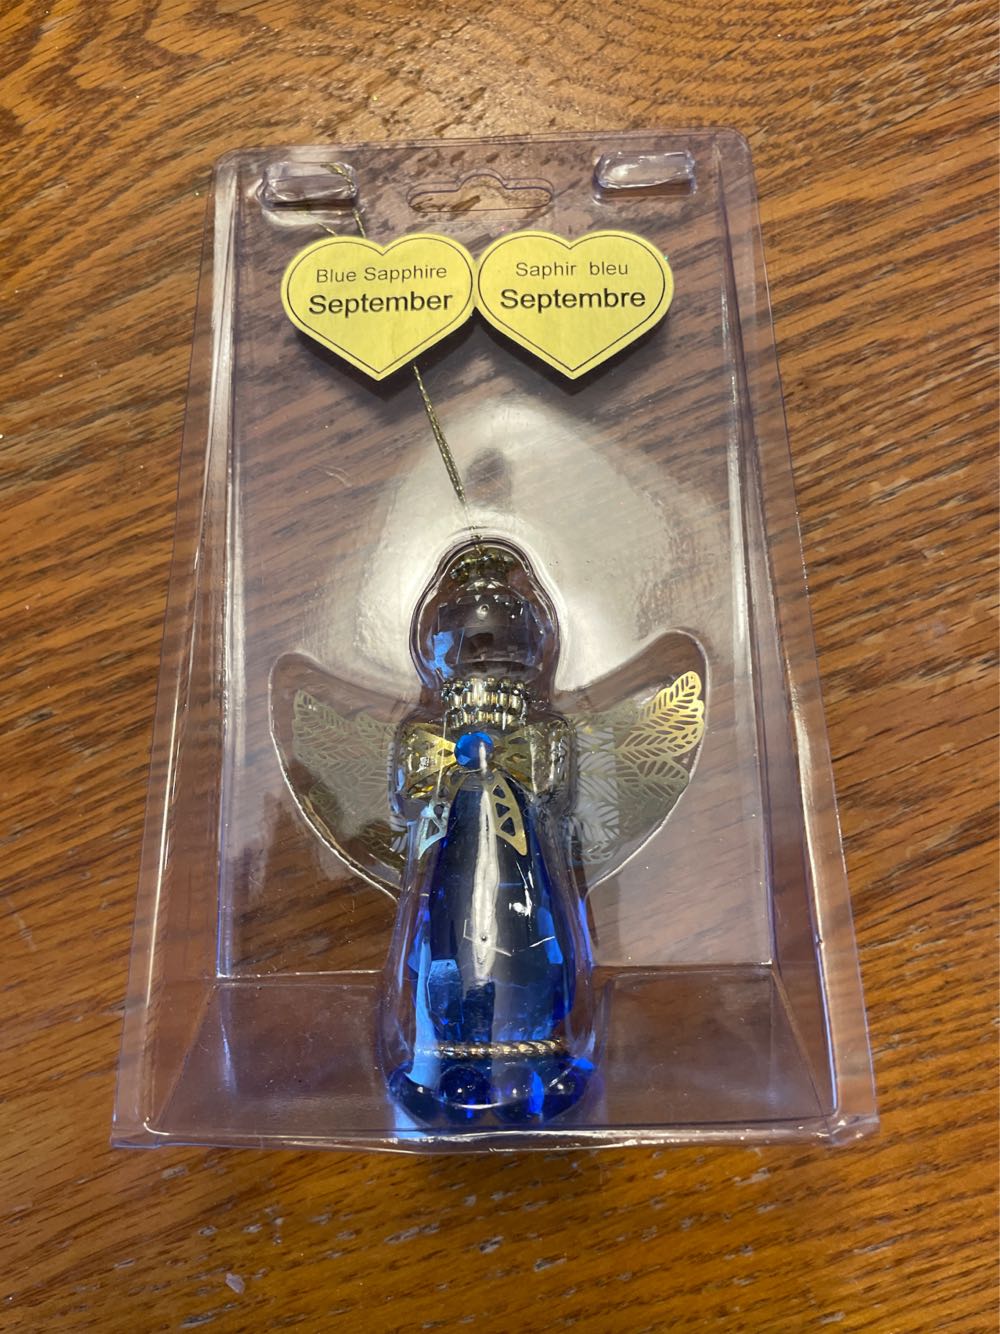 Blue Sapphire
September
Saphir bleu
Septembre